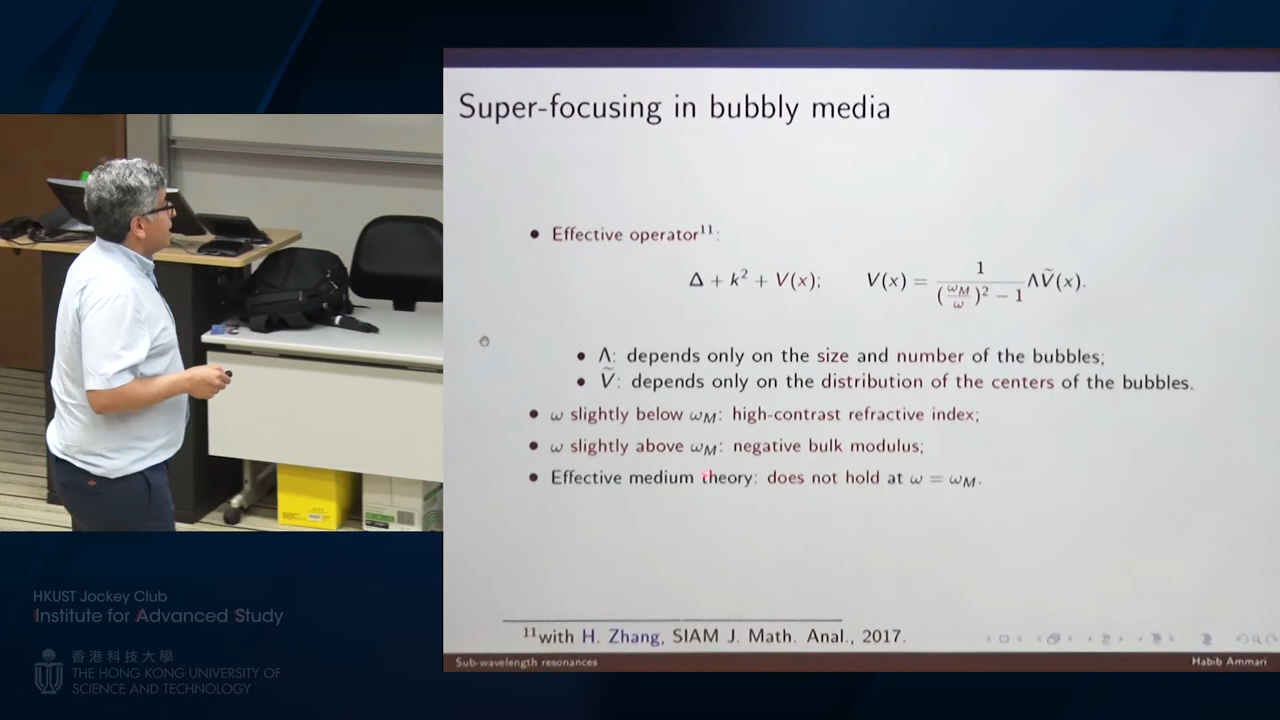 Super-focusing in bubbly media
• Effective operator¹¹:
Δ + k² + V(x);   V(x) = 1 / ((ω_M/ω)² − 1) ΛṼ(x).
• Λ: depends only on the size and number of the bubbles;
• Ṽ: depends only on the distribution of the centers of the bubbles.
• ω slightly below ω_M: high-contrast refractive index;
• ω slightly above ω_M: negative bulk modulus;
• Effective medium theory: does not hold at ω = ω_M.
¹¹with H. Zhang, SIAM J. Math. Anal., 2017.
Sub-wavelength resonances
Habib Ammari
HKUST Jockey Club
Institute for Advanced Study
香港科技大學
THE HONG KONG UNIVERSITY OF
SCIENCE AND TECHNOLOGY